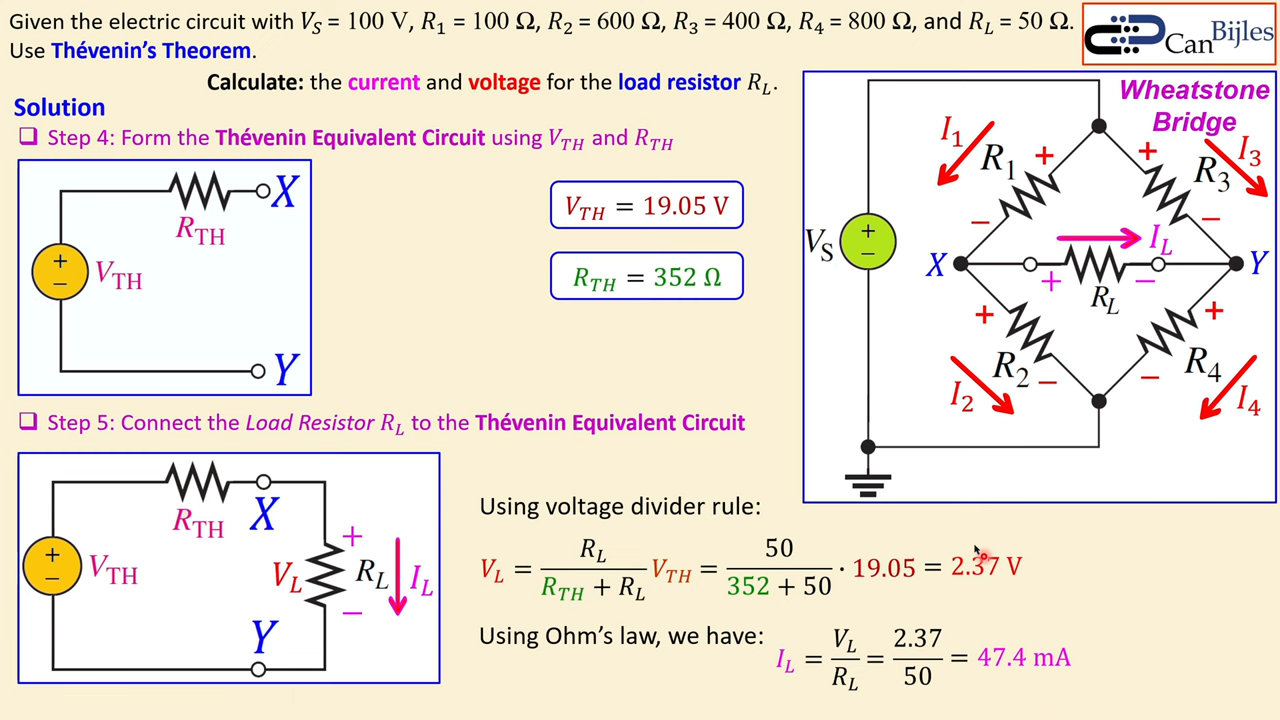 Given the electric circuit with V_S = 100 V, R_1 = 100 Ω, R_2 = 600 Ω, R_3 = 400 Ω, R_4 = 800 Ω, and R_L = 50 Ω.
Use Thévenin's Theorem.
CanBijles
Calculate: the current and voltage for the load resistor R_L.
Solution
❑ Step 4: Form the Thévenin Equivalent Circuit using V_TH and R_TH
X
R_TH
+
−
V_TH
Y
V_TH = 19.05 V
R_TH = 352 Ω
Wheatstone
Bridge
I_1
R_1
+
−
+
R_3
I_3
−
V_S
+
−
X
I_L
+
R_L
−
Y
+
R_2
−
I_2
+
R_4
−
I_4
❑ Step 5: Connect the Load Resistor R_L to the Thévenin Equivalent Circuit
R_TH
X
+
−
V_TH
+
V_L
R_L
I_L
−
Y
Using voltage divider rule:
V_L = R_L / (R_TH + R_L) V_TH = 50 / (352 + 50) · 19.05 = 2.37 V
Using Ohm's law, we have:
I_L = V_L / R_L = 2.37 / 50 = 47.4 mA